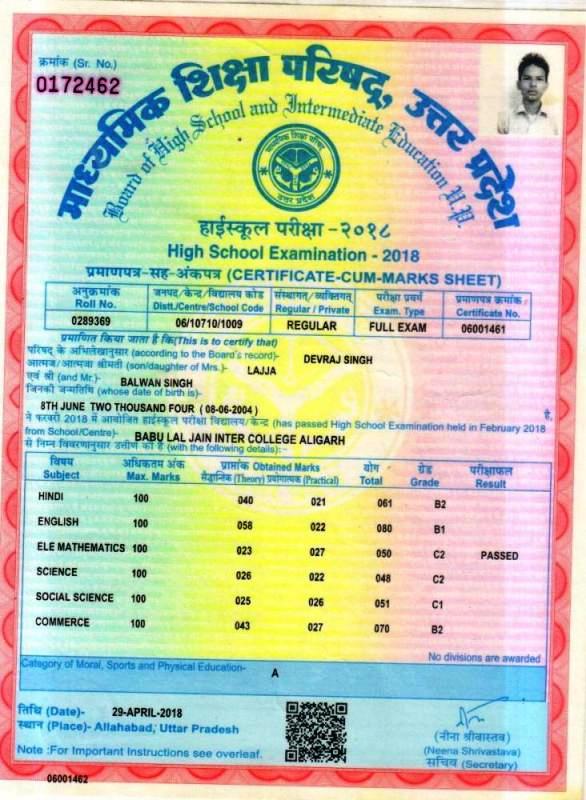 क्रमांक (Sr. No.)
0172462
माध्यमिक शिक्षा परिषद्, उत्तर प्रदेश
Board of High School and Intermediate Education U.P.
माध्यमिक शिक्षा परिषद
उत्तर प्रदेश
हाईस्कूल परीक्षा - २०१८
High School Examination - 2018
प्रमाणपत्र-सह-अंकपत्र (CERTIFICATE-CUM-MARKS SHEET)
अनुक्रमांक जनपद/केन्द्र/विद्यालय कोड संस्थागत/व्यक्तिगत परीक्षा प्रवर्ग प्रमाणपत्र क्रमांक
Roll No. Distt./Centre/School Code Regular / Private Exam. Type Certificate No.
0289369 06/10710/1009 REGULAR FULL EXAM 06001461
प्रमाणित किया जाता है कि(This is to certify that)
परिषद् के अभिलेखानुसार (according to the Board's record)- DEVRAJ SINGH
आत्मज/आत्मजा श्रीमती (son/daughter of Mrs.)- LAJJA
एवं श्री (and Mr.)- BALWAN SINGH
जिनकी जन्मतिथि (whose date of birth is)-
8TH JUNE TWO THOUSAND FOUR ( 08-06-2004 ) है,
ने फरवरी 2018 में आयोजित हाईस्कूल परीक्षा विद्यालय/केन्द्र (has passed High School Examination held in February 2018
from School/Centre)- BABU LAL JAIN INTER COLLEGE ALIGARH
से निम्न विवरणानुसार उत्तीर्ण की है (with the following details):-
विषय अधिकतम अंक प्राप्तांक Obtained Marks योग ग्रेड परीक्षाफल
Subject Max. Marks सैद्धान्तिक (Theory) प्रयोगात्मक (Practical) Total Grade Result
HINDI 100 040 021 061 B2
ENGLISH 100 058 022 080 B1
ELE MATHEMATICS 100 023 027 050 C2 PASSED
SCIENCE 100 026 022 048 C2
SOCIAL SCIENCE 100 025 026 051 C1
COMMERCE 100 043 027 070 B2
No divisions are awarded
Category of Moral, Sports and Physical Education- A
तिथि (Date)- 29-APRIL-2018
स्थान (Place)- Allahabad, Uttar Pradesh
(नीना श्रीवास्तव)
(Neena Shrivastava)
सचिव (Secretary)
Note :For Important Instructions see overleaf.
06001462